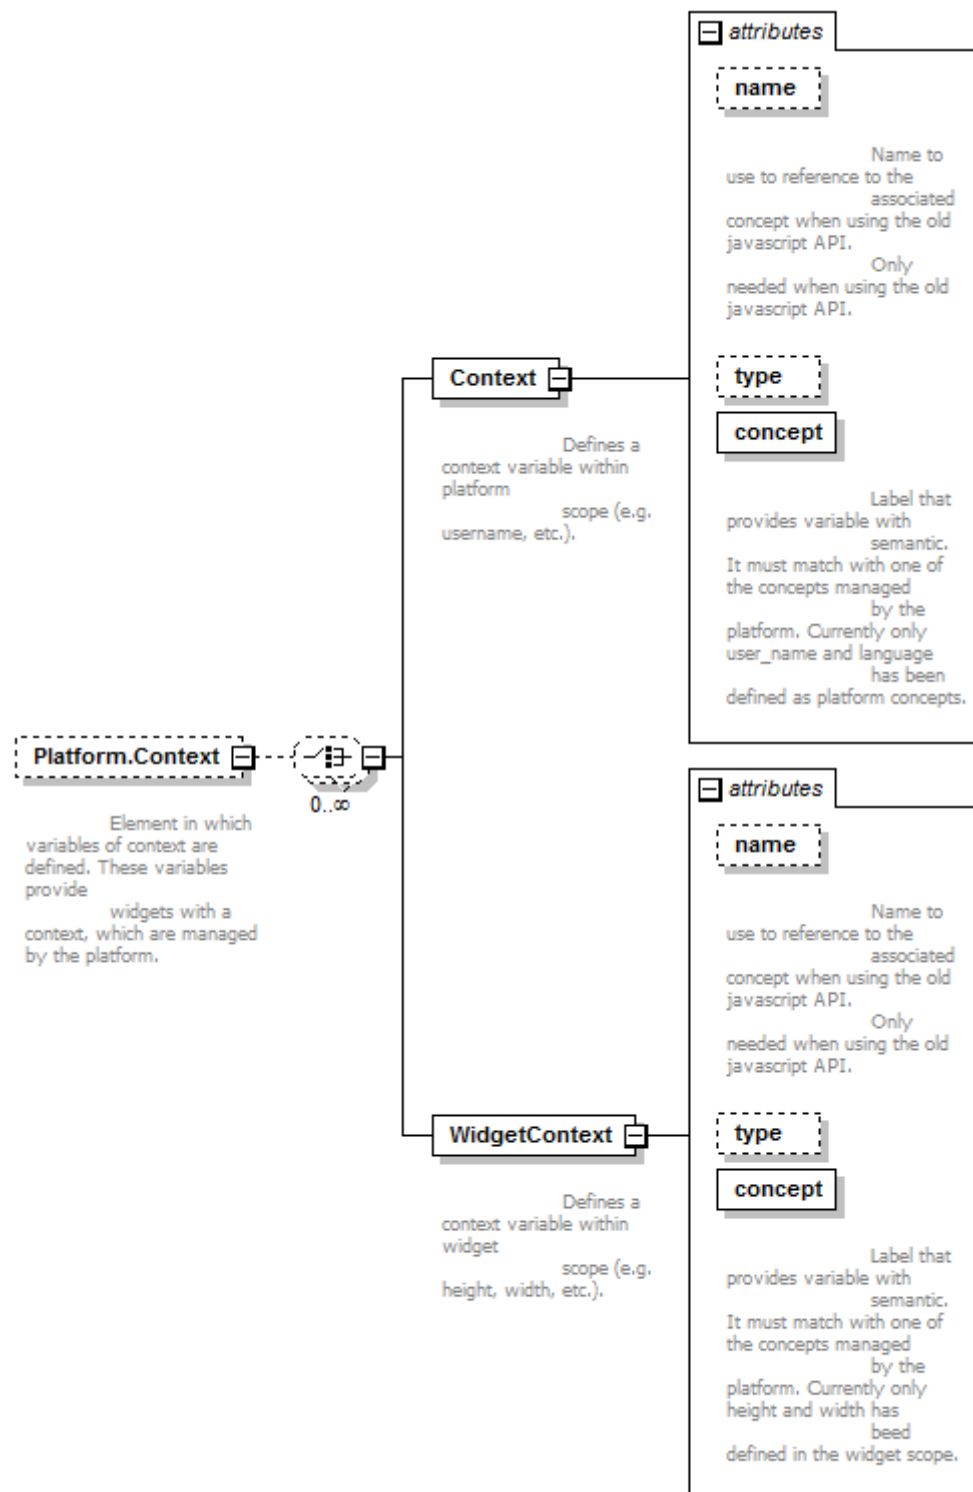 attributes
name
Name to
use to reference to the
associated
concept when using the old
javascript API.
Only
needed when using the old
javascript API.
Context
type
concept
Defines a
context variable within
platform
scope (e.g.
username, etc.).
Label that
provides variable with
semantic.
It must match with one of
the concepts managed
by the
platform. Currently only
user_name and language
has been
defined as platform concepts.
Platform.Context
0..∞
Element in which
variables of context are
defined. These variables
provide
widgets with a
context, which are managed
by the platform.
attributes
name
Name to
use to reference to the
associated
concept when using the old
javascript API.
Only
needed when using the old
javascript API.
WidgetContext
type
concept
Defines a
context variable within
widget
scope (e.g.
height, width, etc.).
Label that
provides variable with
semantic.
It must match with one of
the concepts managed
by the
platform. Currently only
height and width has
beed
defined in the widget scope.